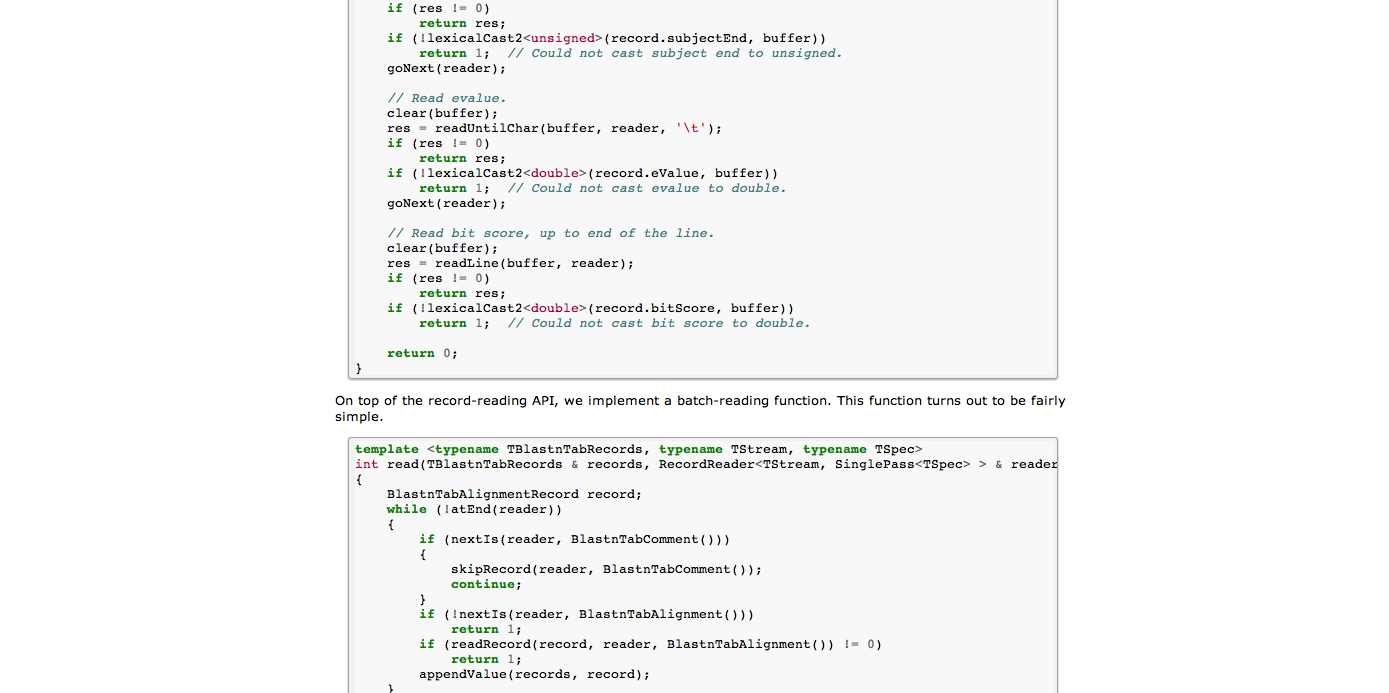 if (res != 0)
return res;
if (!lexicalCast2<unsigned>(record.subjectEnd, buffer))
return 1;  // Could not cast subject end to unsigned.
goNext(reader);
// Read evalue.
clear(buffer);
res = readUntilChar(buffer, reader, '\t');
if (res != 0)
return res;
if (!lexicalCast2<double>(record.eValue, buffer))
return 1;  // Could not cast evalue to double.
goNext(reader);
// Read bit score, up to end of the line.
clear(buffer);
res = readLine(buffer, reader);
if (res != 0)
return res;
if (!lexicalCast2<double>(record.bitScore, buffer))
return 1;  // Could not cast bit score to double.
return 0;
}
On top of the record-reading API, we implement a batch-reading function. This function turns out to be fairly
simple.
template <typename TBlastnTabRecords, typename TStream, typename TSpec>
int read(TBlastnTabRecords & records, RecordReader<TStream, SinglePass<TSpec> > & reader
{
BlastnTabAlignmentRecord record;
while (!atEnd(reader))
{
if (nextIs(reader, BlastnTabComment()))
{
skipRecord(reader, BlastnTabComment());
continue;
}
if (!nextIs(reader, BlastnTabAlignment()))
return 1;
if (readRecord(record, reader, BlastnTabAlignment()) != 0)
return 1;
appendValue(records, record);
}